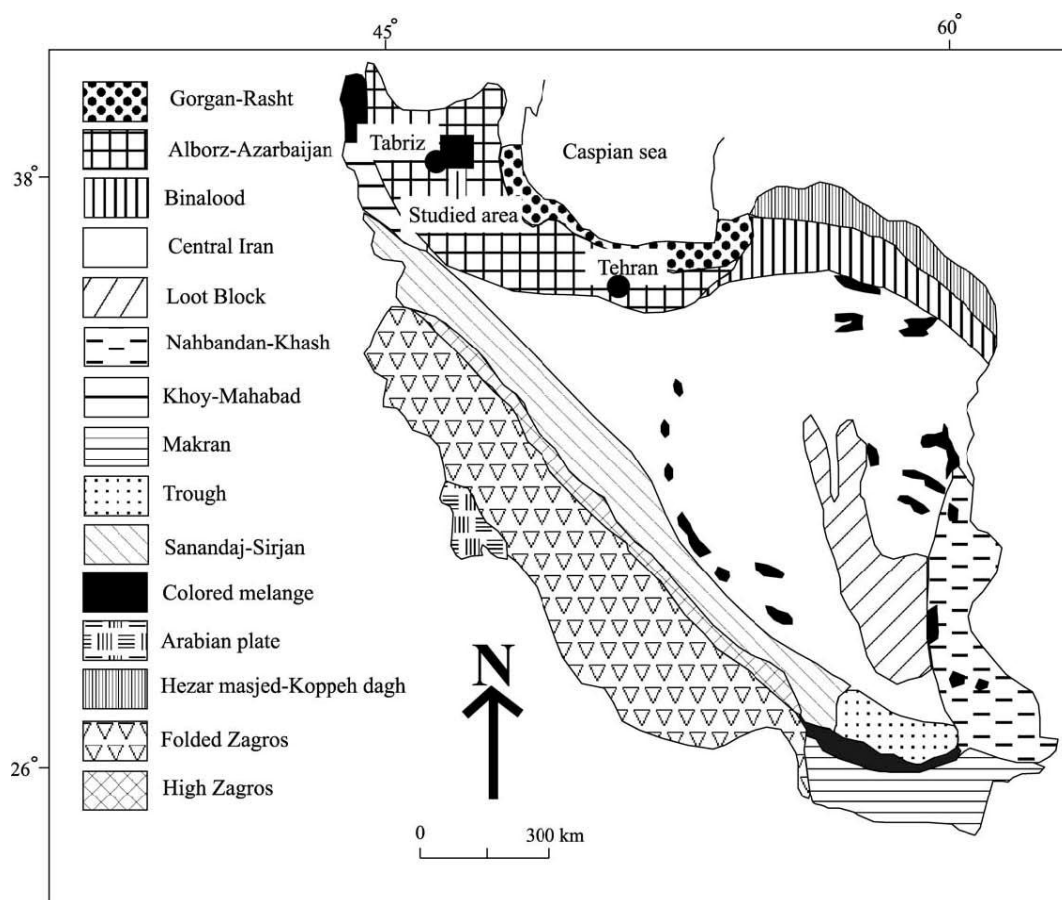 45°
60°
38°
26°
Gorgan-Rasht
Alborz-Azarbaijan
Binalood
Central Iran
Loot Block
Nahbandan-Khash
Khoy-Mahabad
Makran
Trough
Sanandaj-Sirjan
Colored melange
Arabian plate
Hezar masjed-Koppeh dagh
Folded Zagros
High Zagros
Tabriz
Caspian sea
Studied area
Tehran
N
0 300 km